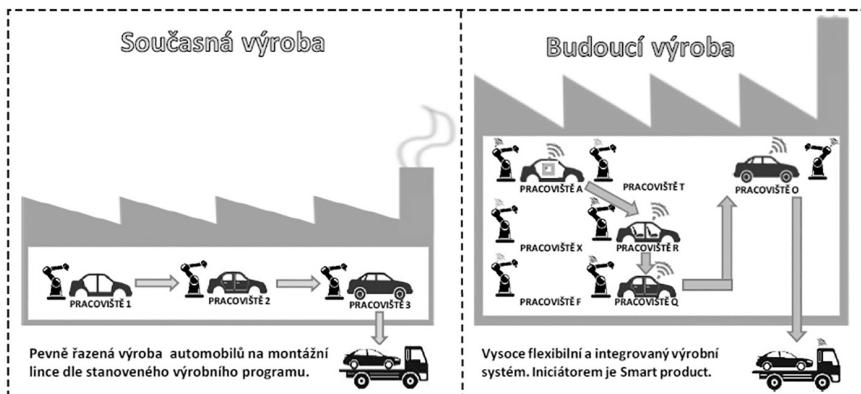 Současná výroba
PRACOVIŠTĚ 1
PRACOVIŠTĚ 2
PRACOVIŠTĚ 3
Pevně řazená výroba automobilů na montážní
lince dle stanoveného výrobního programu.
Budoucí výroba
PRACOVIŠTĚ A
PRACOVIŠTĚ T
PRACOVIŠTĚ O
PRACOVIŠTĚ X
PRACOVIŠTĚ R
PRACOVIŠTĚ F
PRACOVIŠTĚ Q
Vysoce flexibilní a integrovaný výrobní
systém. Iniciátorem je Smart product.